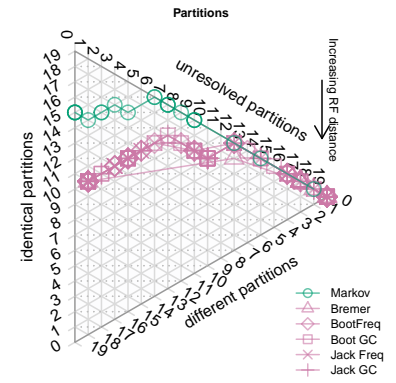 Partitions
0 1 2 3 4 5 6 7 8 9 10 11 12 13 14 15 16 17 18 19
unresolved partitions
Increasing RF distance
19
18
17
16
15
14
13
12
11
10
9
8
7
6
5
4
3
2
1
0
identical partitions
0 1 2 3 4 5 6 7 8 9 10 11 12 13 14 15 16 17 18 19
different partitions
Markov
Bremer
BootFreq
Boot GC
Jack Freq
Jack GC